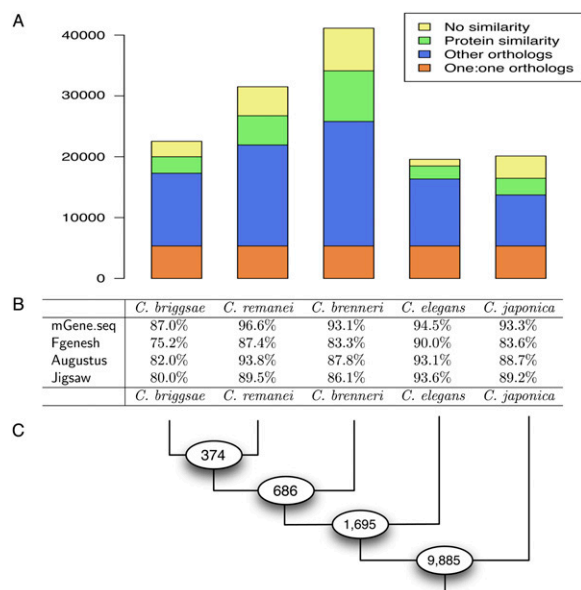 A
40000
30000
20000
10000
0
No similarity
Protein similarity
Other orthologs
One:one orthologs
B
C. briggsae C. remanei C. brenneri C. elegans C. japonica
mGene.seq 87.0% 96.6% 93.1% 94.5% 93.3%
Fgenesh 75.2% 87.4% 83.3% 90.0% 83.6%
Augustus 82.0% 93.8% 87.8% 93.1% 88.7%
Jigsaw 80.0% 89.5% 86.1% 93.6% 89.2%
C. briggsae C. remanei C. brenneri C. elegans C. japonica
C
374
686
1,695
9,885